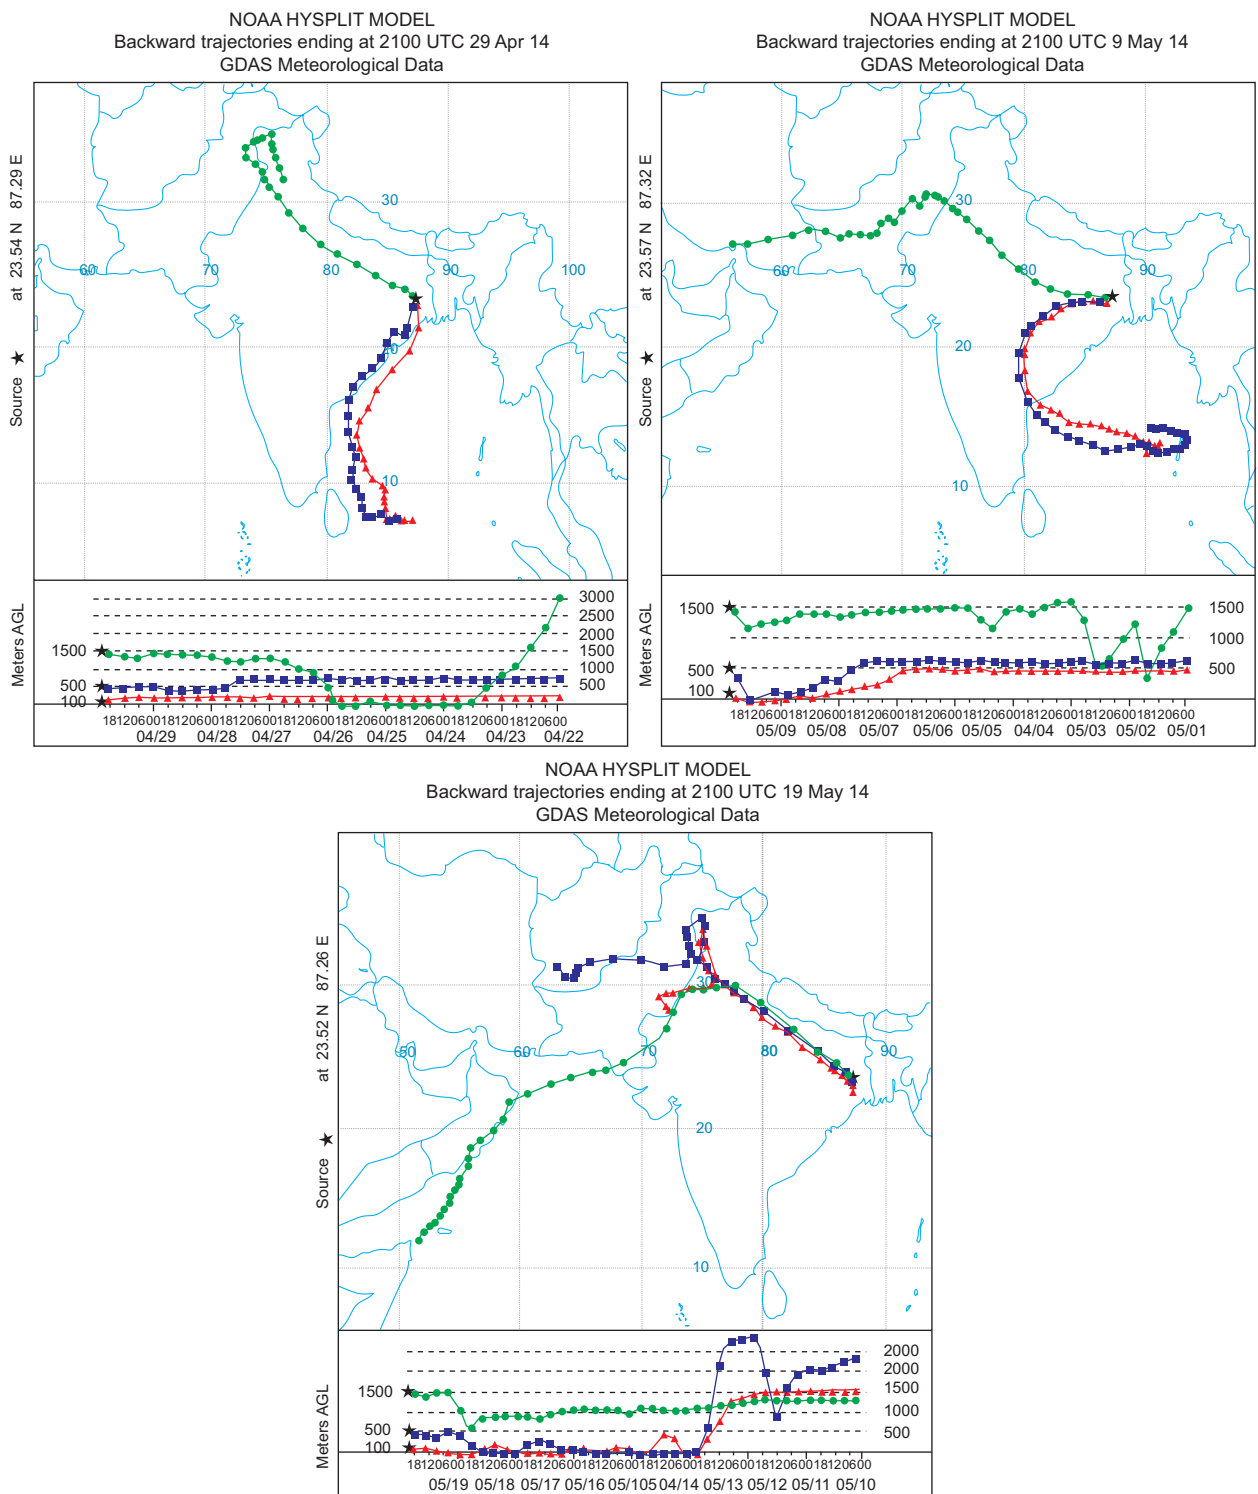 NOAA HYSPLIT MODEL
Backward trajectories ending at 2100 UTC 29 Apr 14
GDAS Meteorological Data
Source ★ at 23.54 N 87.29 E
30
60 70 80 90 100
20
10
Meters AGL
3000
2500
2000
1500 1500
1000
500 500
100
181206001812060018120600181206001812060018120600181206001812060 0
04/29 04/28 04/27 04/26 04/25 04/24 04/23 04/22
NOAA HYSPLIT MODEL
Backward trajectories ending at 2100 UTC 9 May 14
GDAS Meteorological Data
Source ★ at 23.57 N 87.32 E
30
60 70 80 90
20
10
Meters AGL
1500 1500
1000
500 500
100
1812060018120600181206001812060018120600181206001812060018120600
05/09 05/08 05/07 05/06 05/05 04/04 05/03 05/02 05/01
NOAA HYSPLIT MODEL
Backward trajectories ending at 2100 UTC 19 May 14
GDAS Meteorological Data
Source ★ at 23.52 N 87.26 E
30
50 60 70 80 90
20
10
Meters AGL
2000
2000
1500 1500
1000
500 500
100
18120600181206001812060018120600181206001812060018120600181206001812060018120600
05/19 05/18 05/17 05/16 05/105 04/14 05/13 05/12 05/11 05/10